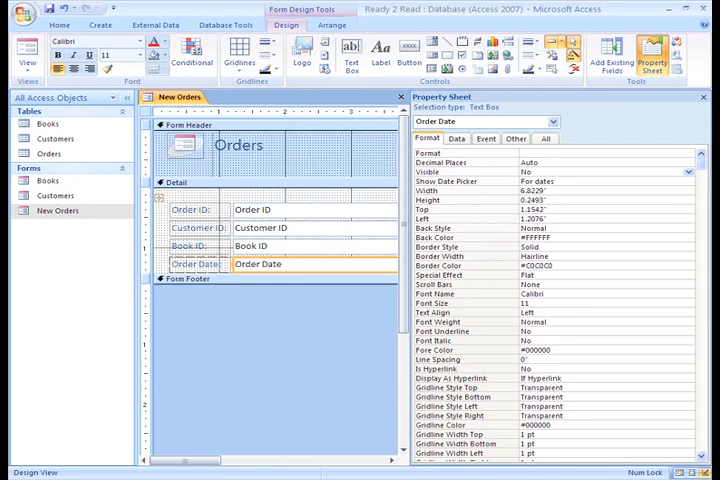 Form Design Tools
Ready 2 Read : Database (Access 2007) - Microsoft Access
Home
Create
External Data
Database Tools
Design
Arrange
View
Views
Calibri
B I U
11
Font
Conditional
Gridlines
Gridlines
Logo
Text Box
Label
Button
Controls
Add Existing Fields
Property Sheet
Tools
All Access Objects
Tables
Books
Customers
Orders
Forms
Books
Customers
New Orders
New Orders
Form Header
Orders
Detail
Order ID: Order ID
Customer ID: Customer ID
Book ID: Book ID
Order Date: Order Date
Form Footer
Property Sheet
Selection type: Text Box
Order Date
Format Data Event Other All
Format
Decimal Places Auto
Visible No
Show Date Picker For dates
Width 6.8229"
Height 0.2493"
Top 1.1542"
Left 1.2076"
Back Style Normal
Back Color #FFFFFF
Border Style Solid
Border Width Hairline
Border Color #C0C0C0
Special Effect Flat
Scroll Bars None
Font Name Calibri
Font Size 11
Text Align Left
Font Weight Normal
Font Underline No
Font Italic No
Fore Color #000000
Line Spacing 0"
Is Hyperlink No
Display As Hyperlink If Hyperlink
Gridline Style Top Transparent
Gridline Style Bottom Transparent
Gridline Style Left Transparent
Gridline Style Right Transparent
Gridline Color #000000
Gridline Width Top 1 pt
Gridline Width Bottom 1 pt
Gridline Width Left 1 pt
Design View
Num Lock